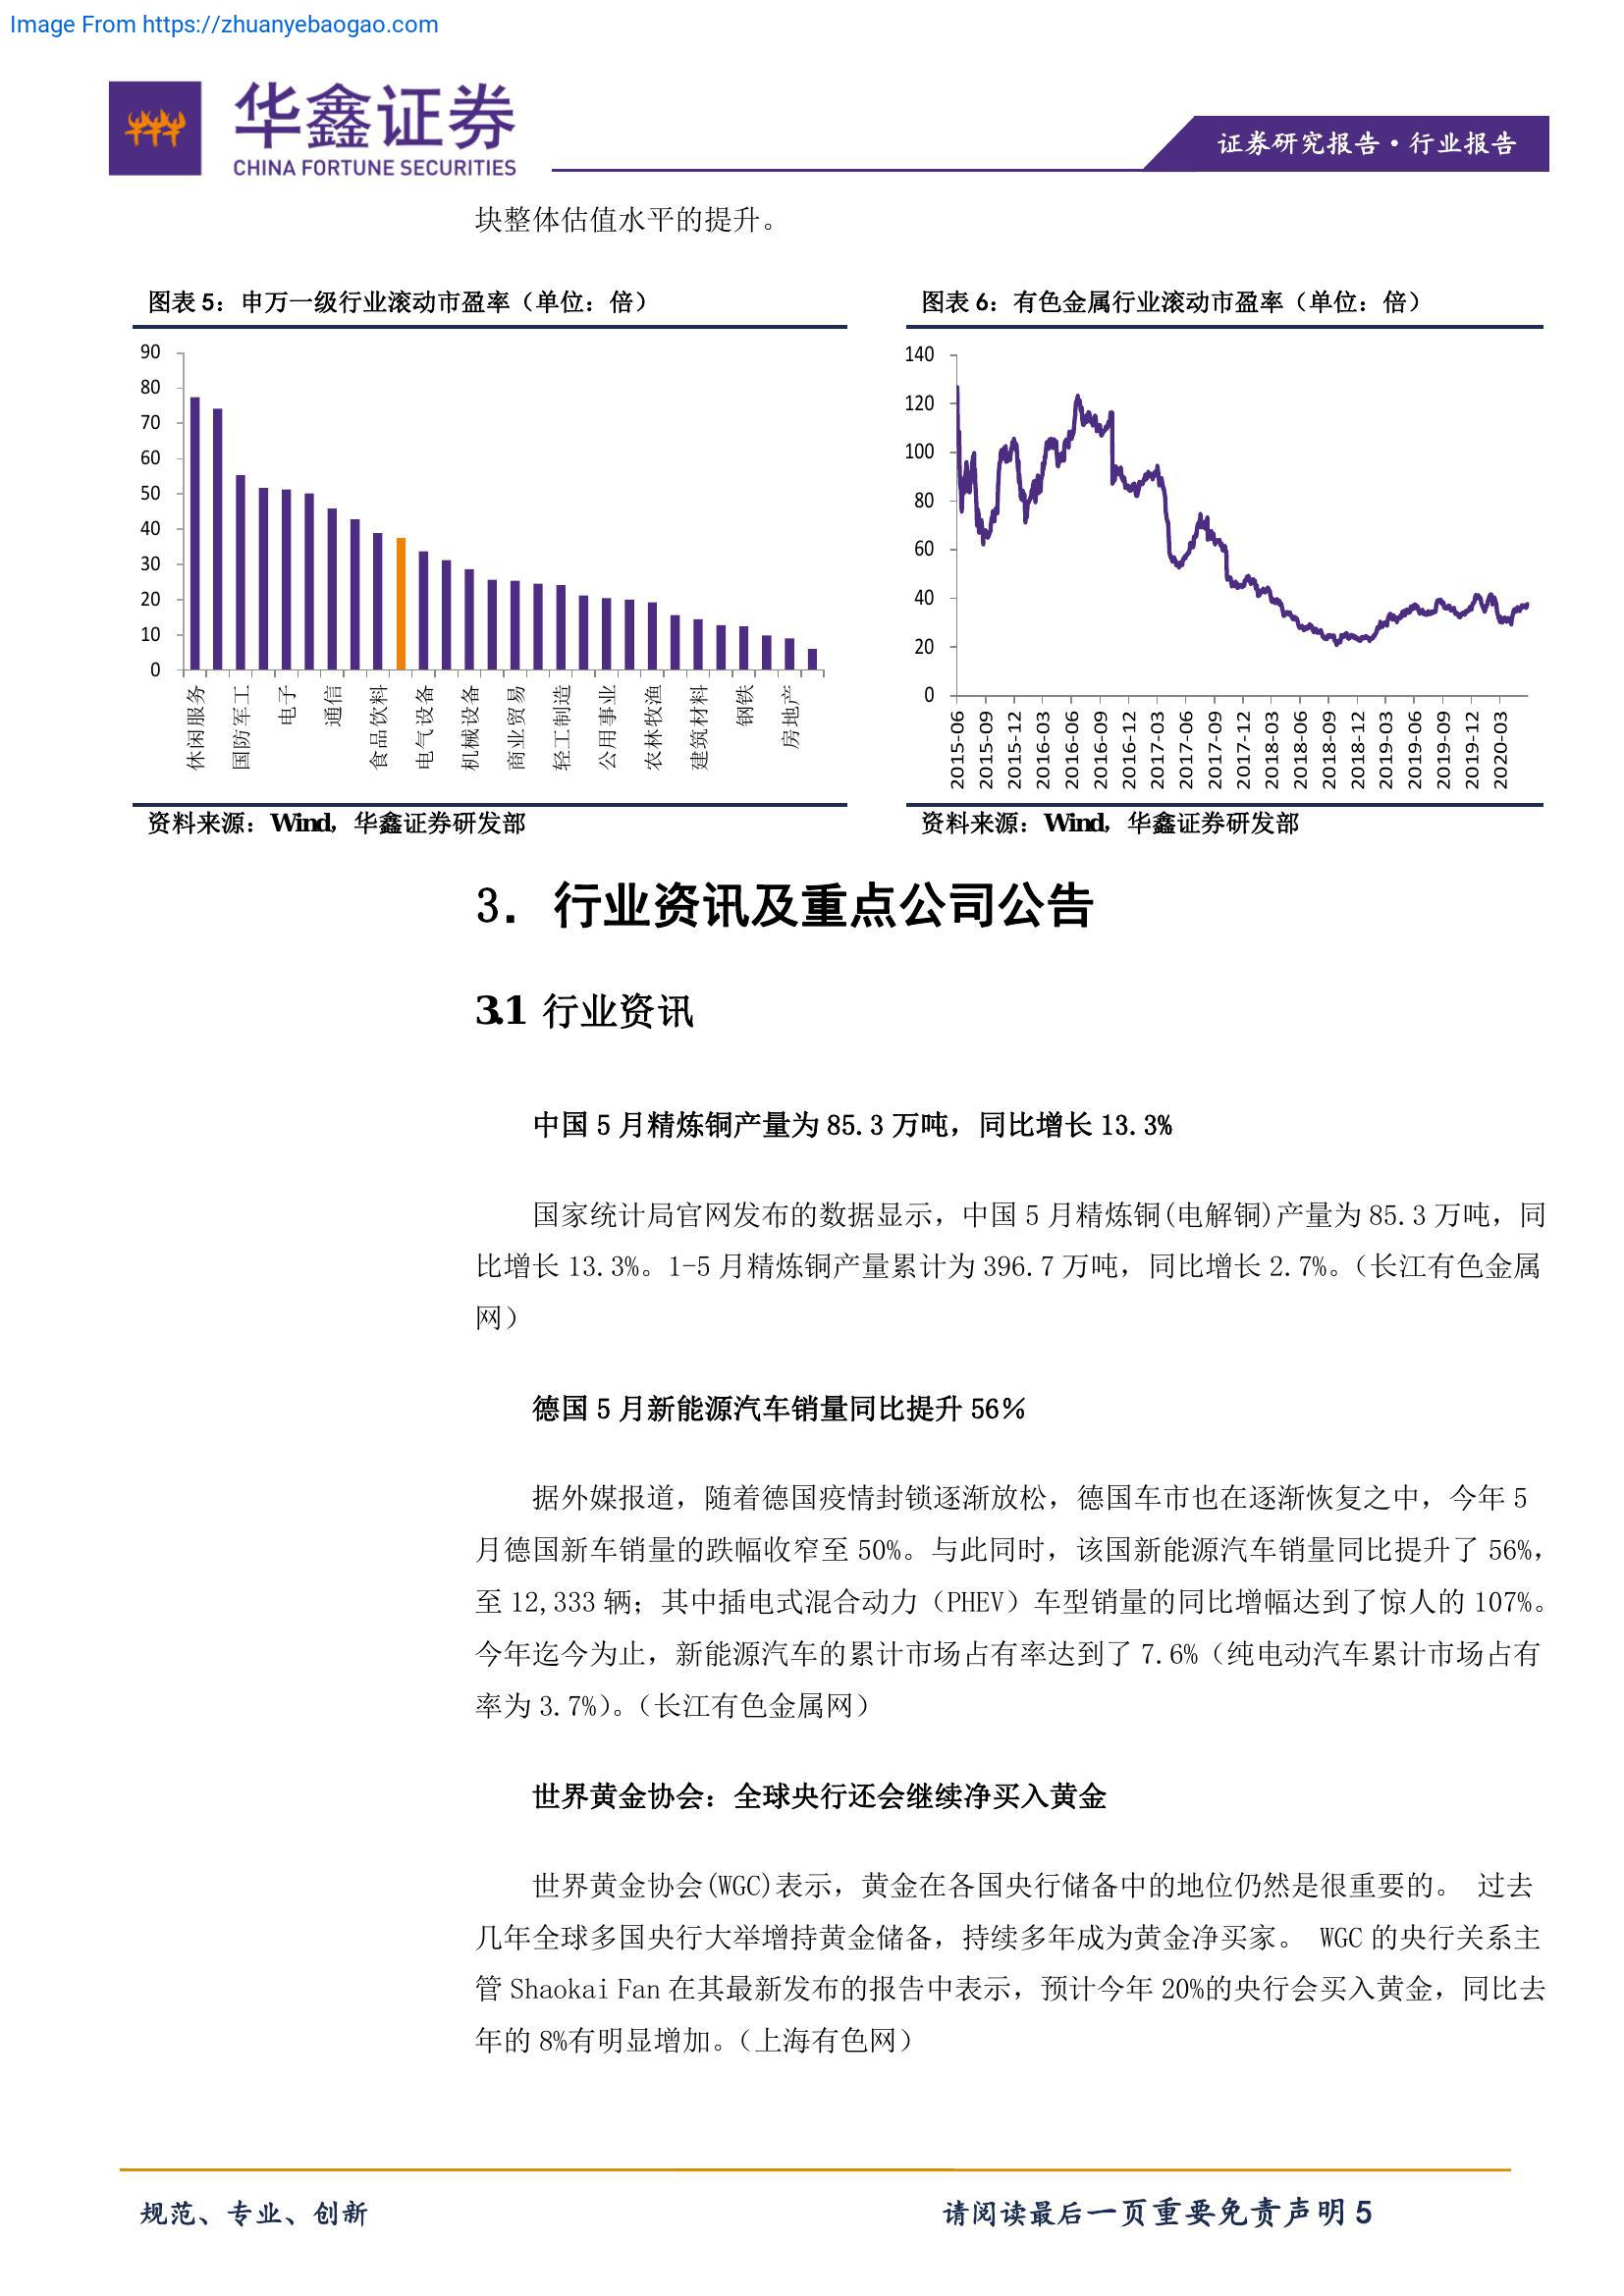 Image From https://zhuanyebaogao.com
华鑫证券
CHINA FORTUNE SECURITIES
证券研究报告·行业报告
块整体估值水平的提升。
图表 5：申万一级行业滚动市盈率（单位：倍）
90
80
70
60
50
40
30
20
10
0
休闲服务
国防军工
电子
通信
食品饮料
电气设备
机械设备
商业贸易
轻工制造
公用事业
农林牧渔
建筑材料
钢铁
房地产
资料来源：Wind，华鑫证券研发部
图表 6：有色金属行业滚动市盈率（单位：倍）
140
120
100
80
60
40
20
0
2015-06
2015-09
2015-12
2016-03
2016-06
2016-09
2016-12
2017-03
2017-06
2017-09
2017-12
2018-03
2018-06
2018-09
2018-12
2019-03
2019-06
2019-09
2019-12
2020-03
资料来源：Wind，华鑫证券研发部
3. 行业资讯及重点公司公告
3.1 行业资讯
中国 5 月精炼铜产量为 85.3 万吨，同比增长 13.3%
国家统计局官网发布的数据显示，中国 5 月精炼铜(电解铜)产量为 85.3 万吨，同
比增长 13.3%。1-5 月精炼铜产量累计为 396.7 万吨，同比增长 2.7%。（长江有色金属
网）
德国 5 月新能源汽车销量同比提升 56％
据外媒报道，随着德国疫情封锁逐渐放松，德国车市也在逐渐恢复之中，今年 5
月德国新车销量的跌幅收窄至 50%。与此同时，该国新能源汽车销量同比提升了 56%，
至 12,333 辆；其中插电式混合动力（PHEV）车型销量的同比增幅达到了惊人的 107%。
今年迄今为止，新能源汽车的累计市场占有率达到了 7.6%（纯电动汽车累计市场占有
率为 3.7%）。（长江有色金属网）
世界黄金协会：全球央行还会继续净买入黄金
世界黄金协会(WGC)表示，黄金在各国央行储备中的地位仍然是很重要的。 过去
几年全球多国央行大举增持黄金储备，持续多年成为黄金净买家。 WGC 的央行关系主
管 Shaokai Fan 在其最新发布的报告中表示，预计今年 20%的央行会买入黄金，同比去
年的 8%有明显增加。（上海有色网）
规范、专业、创新
请阅读最后一页重要免责声明 5